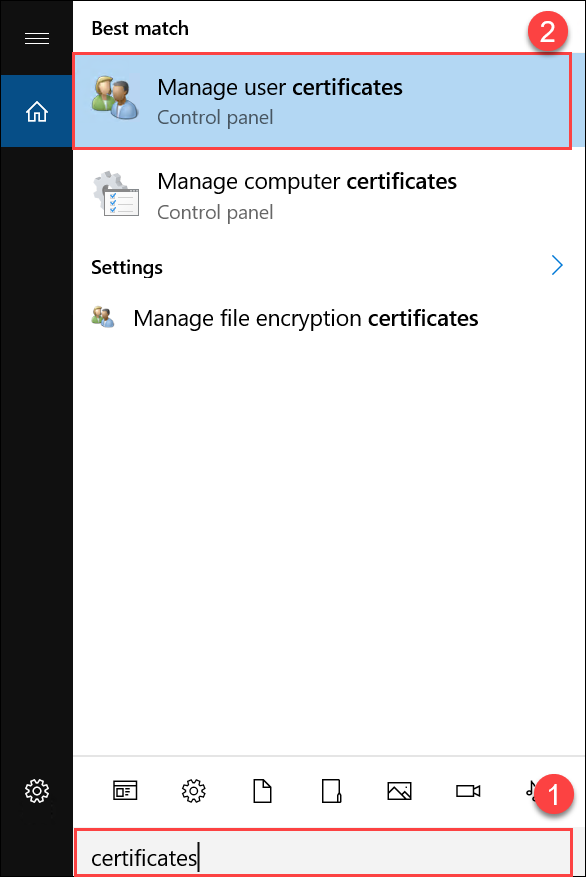 Best match
2
Manage user certificates
Control panel
Manage computer certificates
Control panel
Settings
Manage file encryption certificates
1
certificates